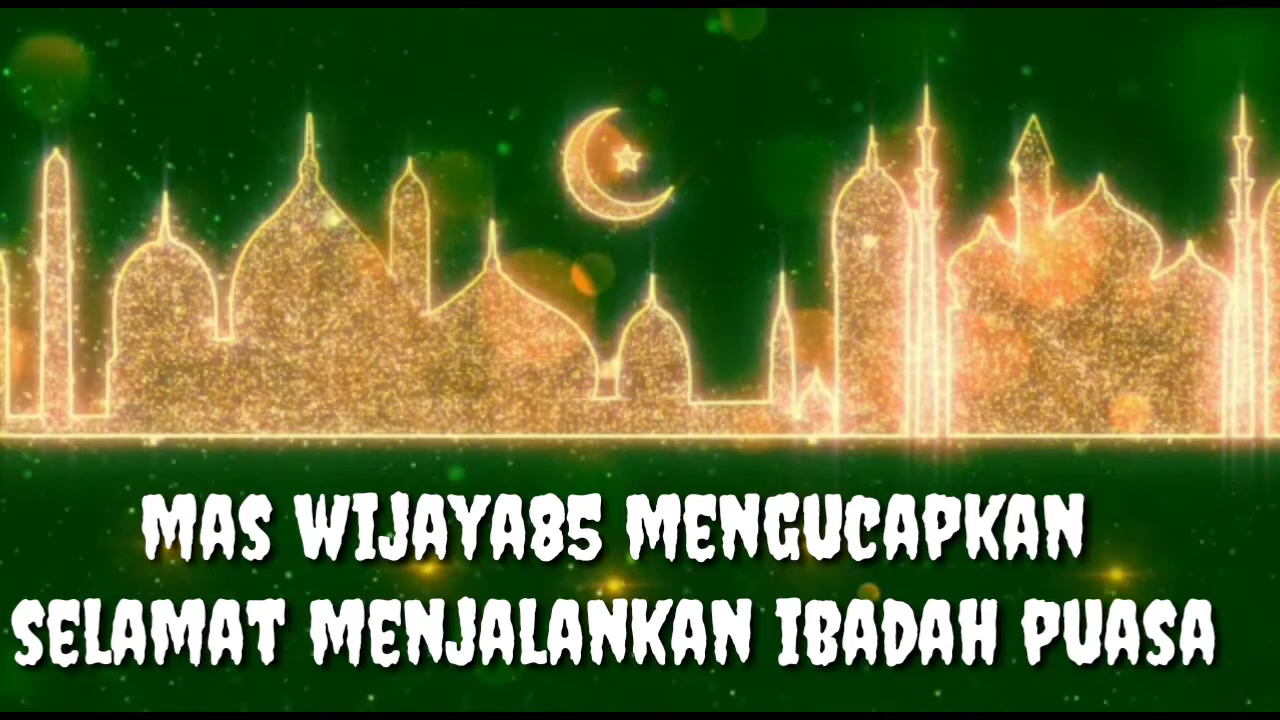 MAS WIJAYA85 MENGUCAPKAN
SELAMAT MENJALANKAN IBADAH PUASA